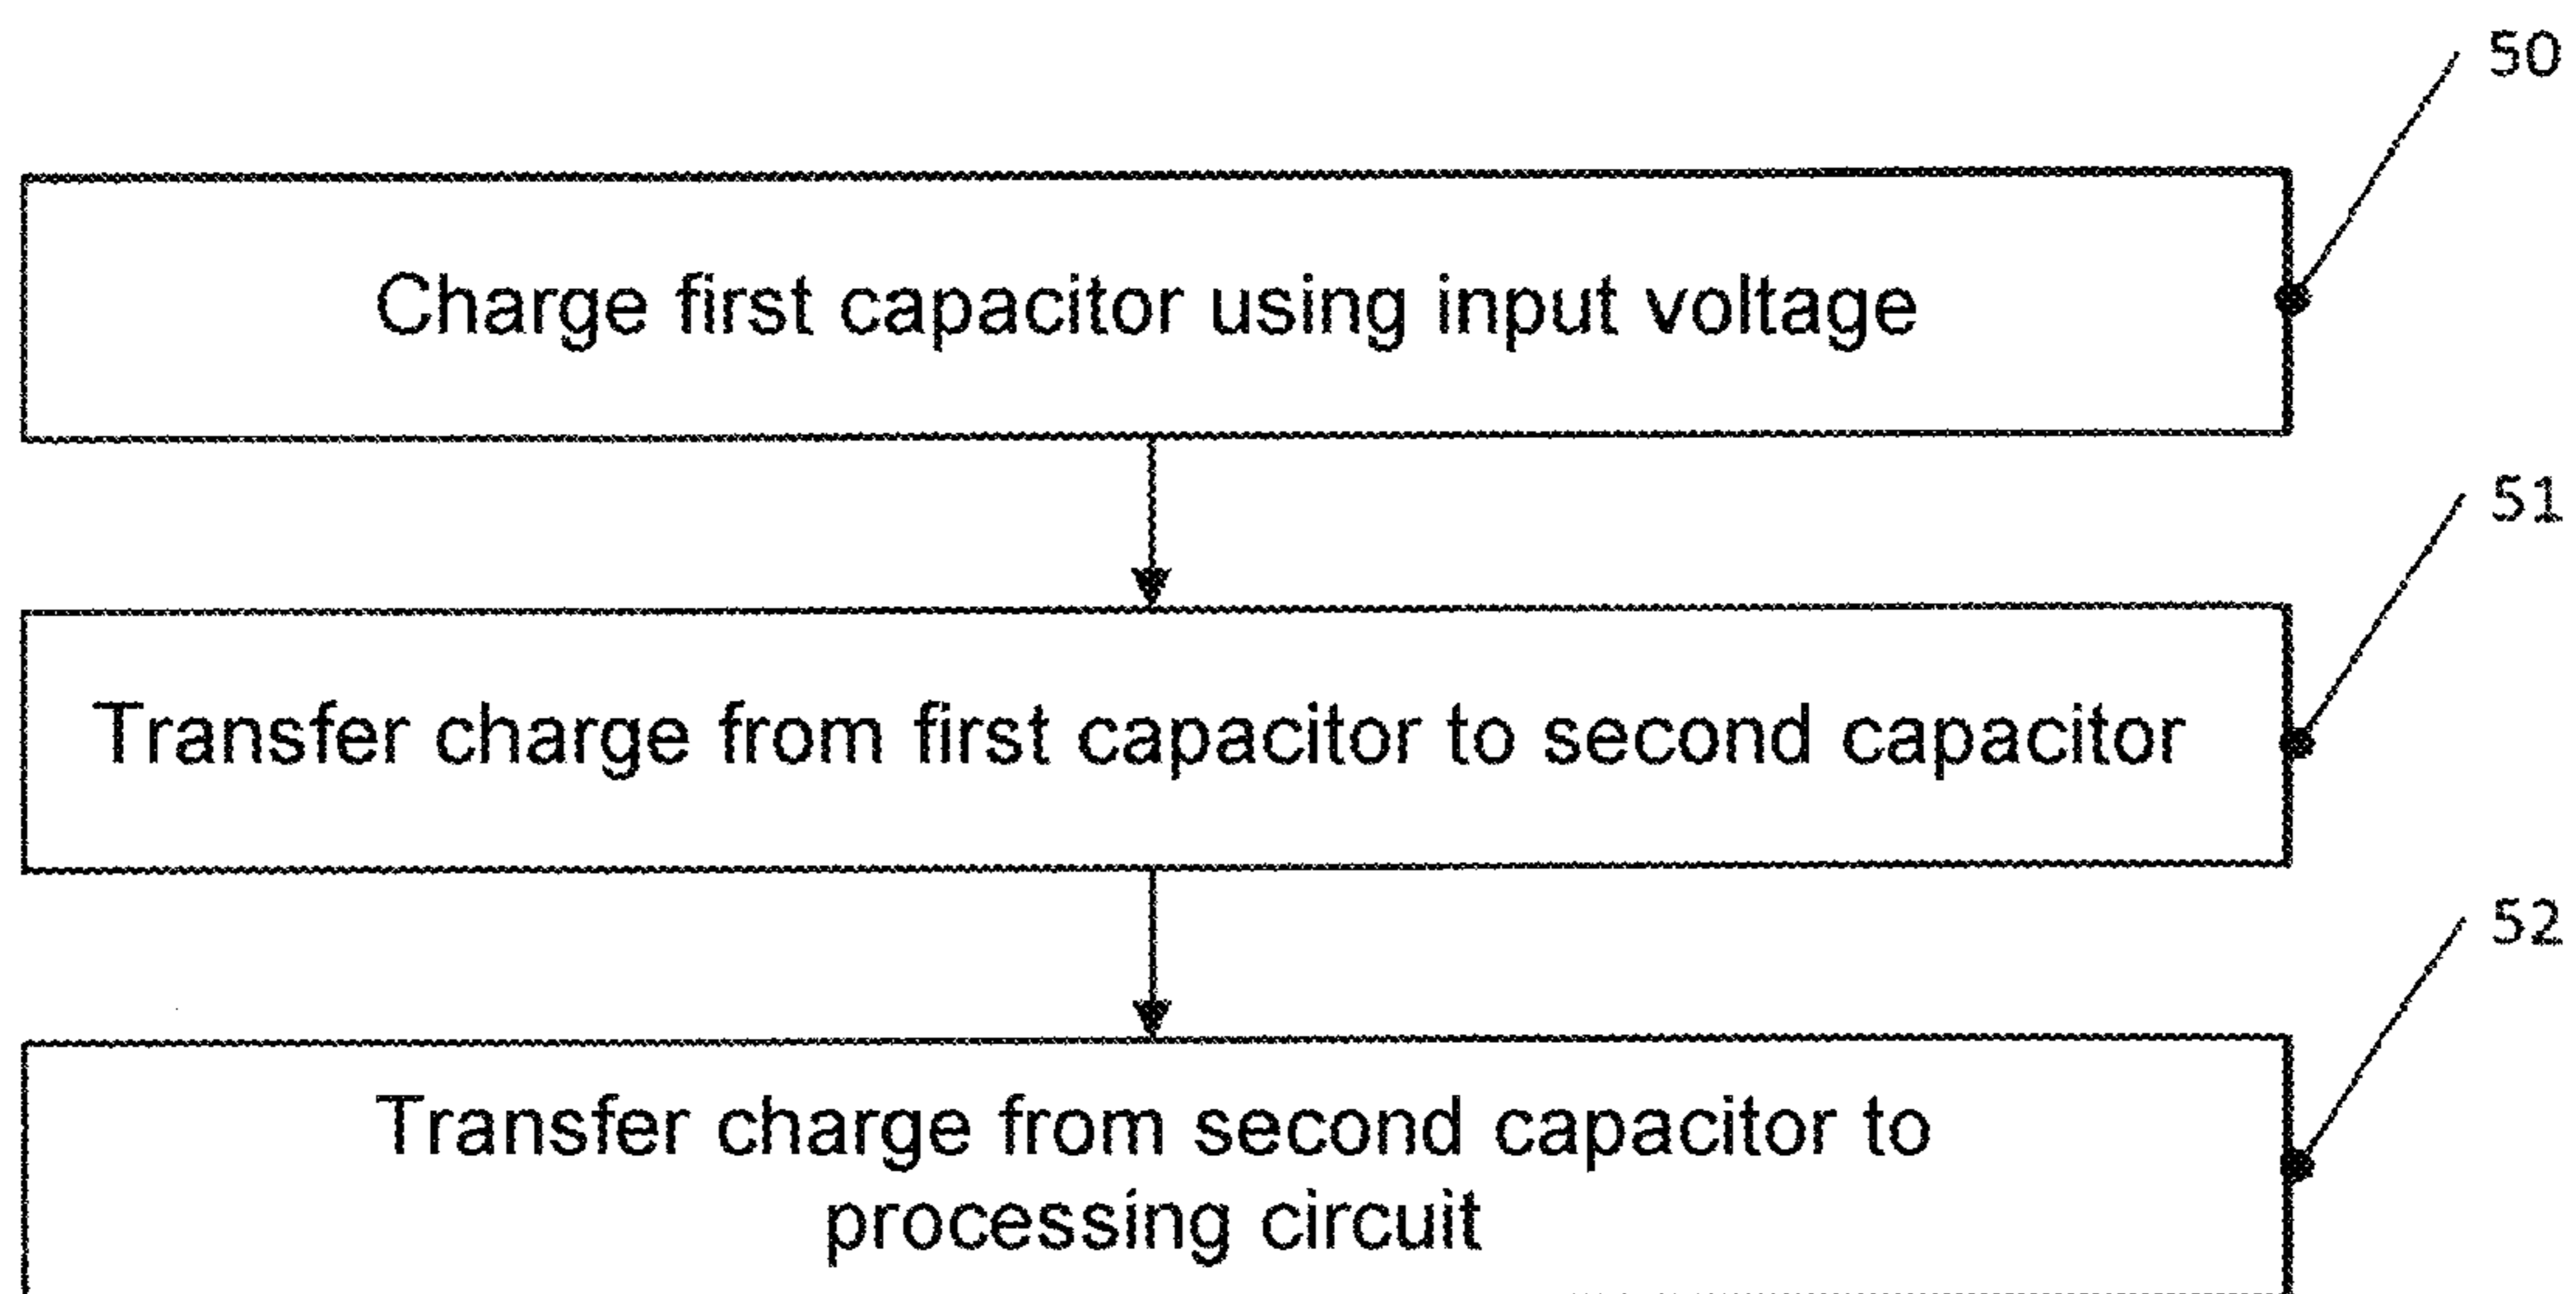 50
Charge first capacitor using input voltage
51
Transfer charge from first capacitor to second capacitor
52
Transfer charge from second capacitor to
processing circuit